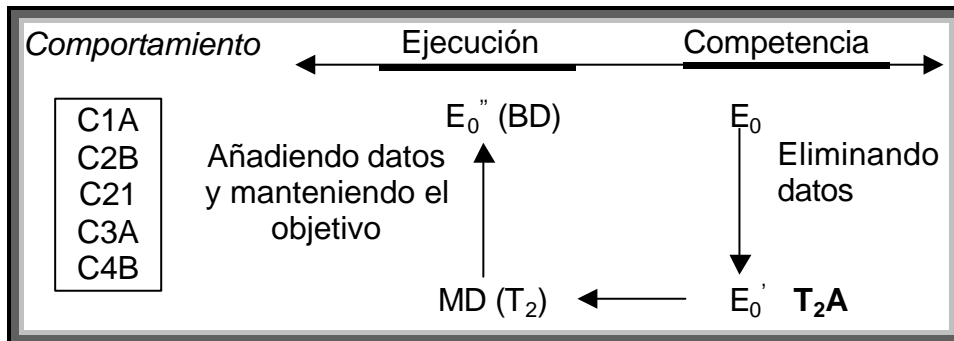 Comportamiento Ejecución Competencia
C1A
C2B
C21
C3A
C4B
E₀” (BD)
Añadiendo datos
y manteniendo el
objetivo
MD (T₂)
E₀
Eliminando
datos
E₀’ T₂A